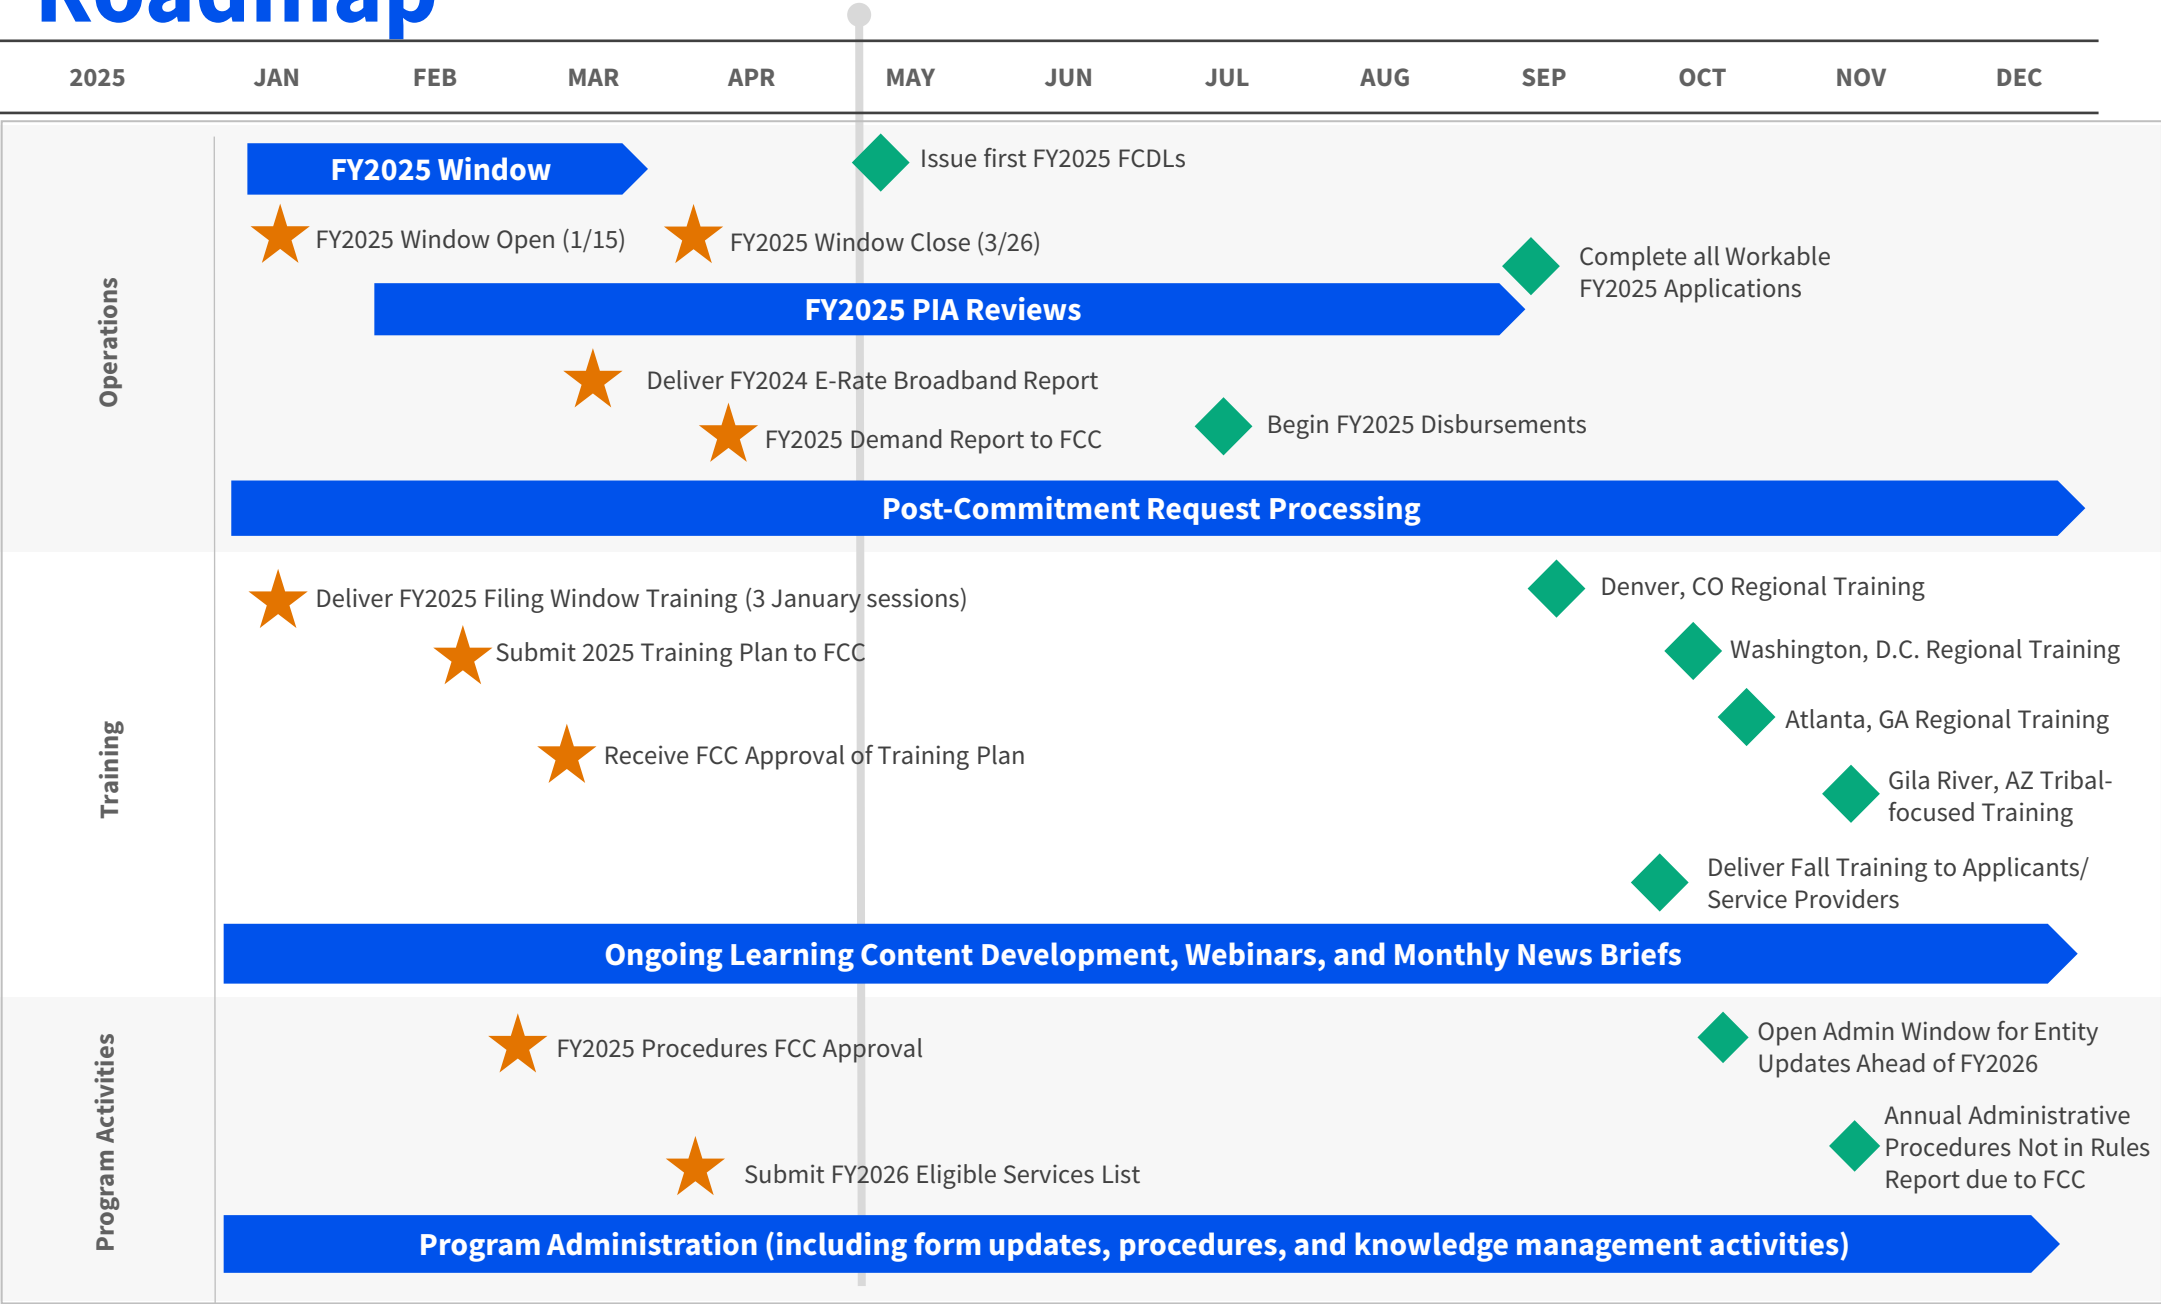 Roadmap
2025 JAN FEB MAR APR MAY JUN JUL AUG SEP OCT NOV DEC
Operations
FY2025 Window
Issue first FY2025 FCDLs
FY2025 Window Open (1/15)
FY2025 Window Close (3/26)
Complete all Workable
FY2025 Applications
FY2025 PIA Reviews
Deliver FY2024 E-Rate Broadband Report
Begin FY2025 Disbursements
FY2025 Demand Report to FCC
Post-Commitment Request Processing
Training
Deliver FY2025 Filing Window Training (3 January sessions)
Denver, CO Regional Training
Submit 2025 Training Plan to FCC
Washington, D.C. Regional Training
Atlanta, GA Regional Training
Receive FCC Approval of Training Plan
Gila River, AZ Tribal-
focused Training
Deliver Fall Training to Applicants/
Service Providers
Ongoing Learning Content Development, Webinars, and Monthly News Briefs
Program Activities
FY2025 Procedures FCC Approval
Open Admin Window for Entity
Updates Ahead of FY2026
Annual Administrative
Procedures Not in Rules
Report due to FCC
Submit FY2026 Eligible Services List
Program Administration (including form updates, procedures, and knowledge management activities)